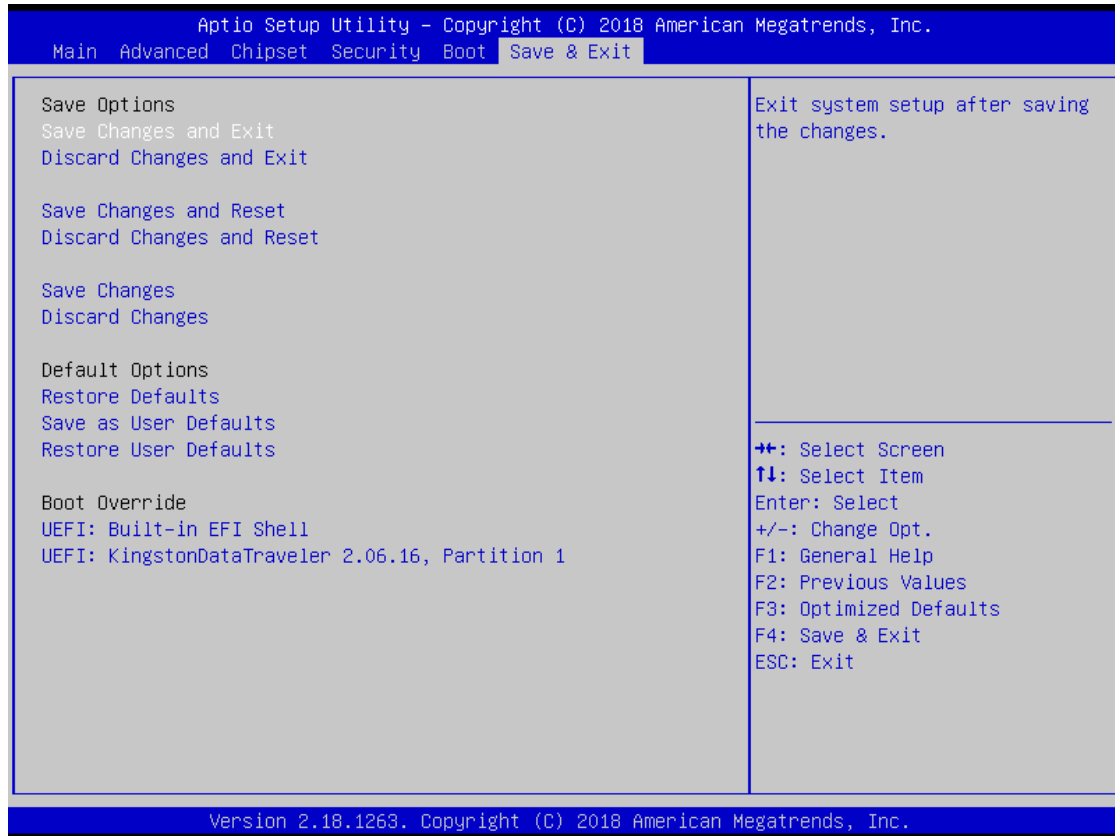 Aptio Setup Utility – Copyright (C) 2018 American Megatrends, Inc.
Main Advanced Chipset Security Boot Save & Exit
Save Options
Save Changes and Exit
Discard Changes and Exit
Save Changes and Reset
Discard Changes and Reset
Save Changes
Discard Changes
Default Options
Restore Defaults
Save as User Defaults
Restore User Defaults
Boot Override
UEFI: Built-in EFI Shell
UEFI: KingstonDataTraveler 2.06.16, Partition 1
Exit system setup after saving
the changes.
→←: Select Screen
↑↓: Select Item
Enter: Select
+/-: Change Opt.
F1: General Help
F2: Previous Values
F3: Optimized Defaults
F4: Save & Exit
ESC: Exit
Version 2.18.1263. Copyright (C) 2018 American Megatrends, Inc.